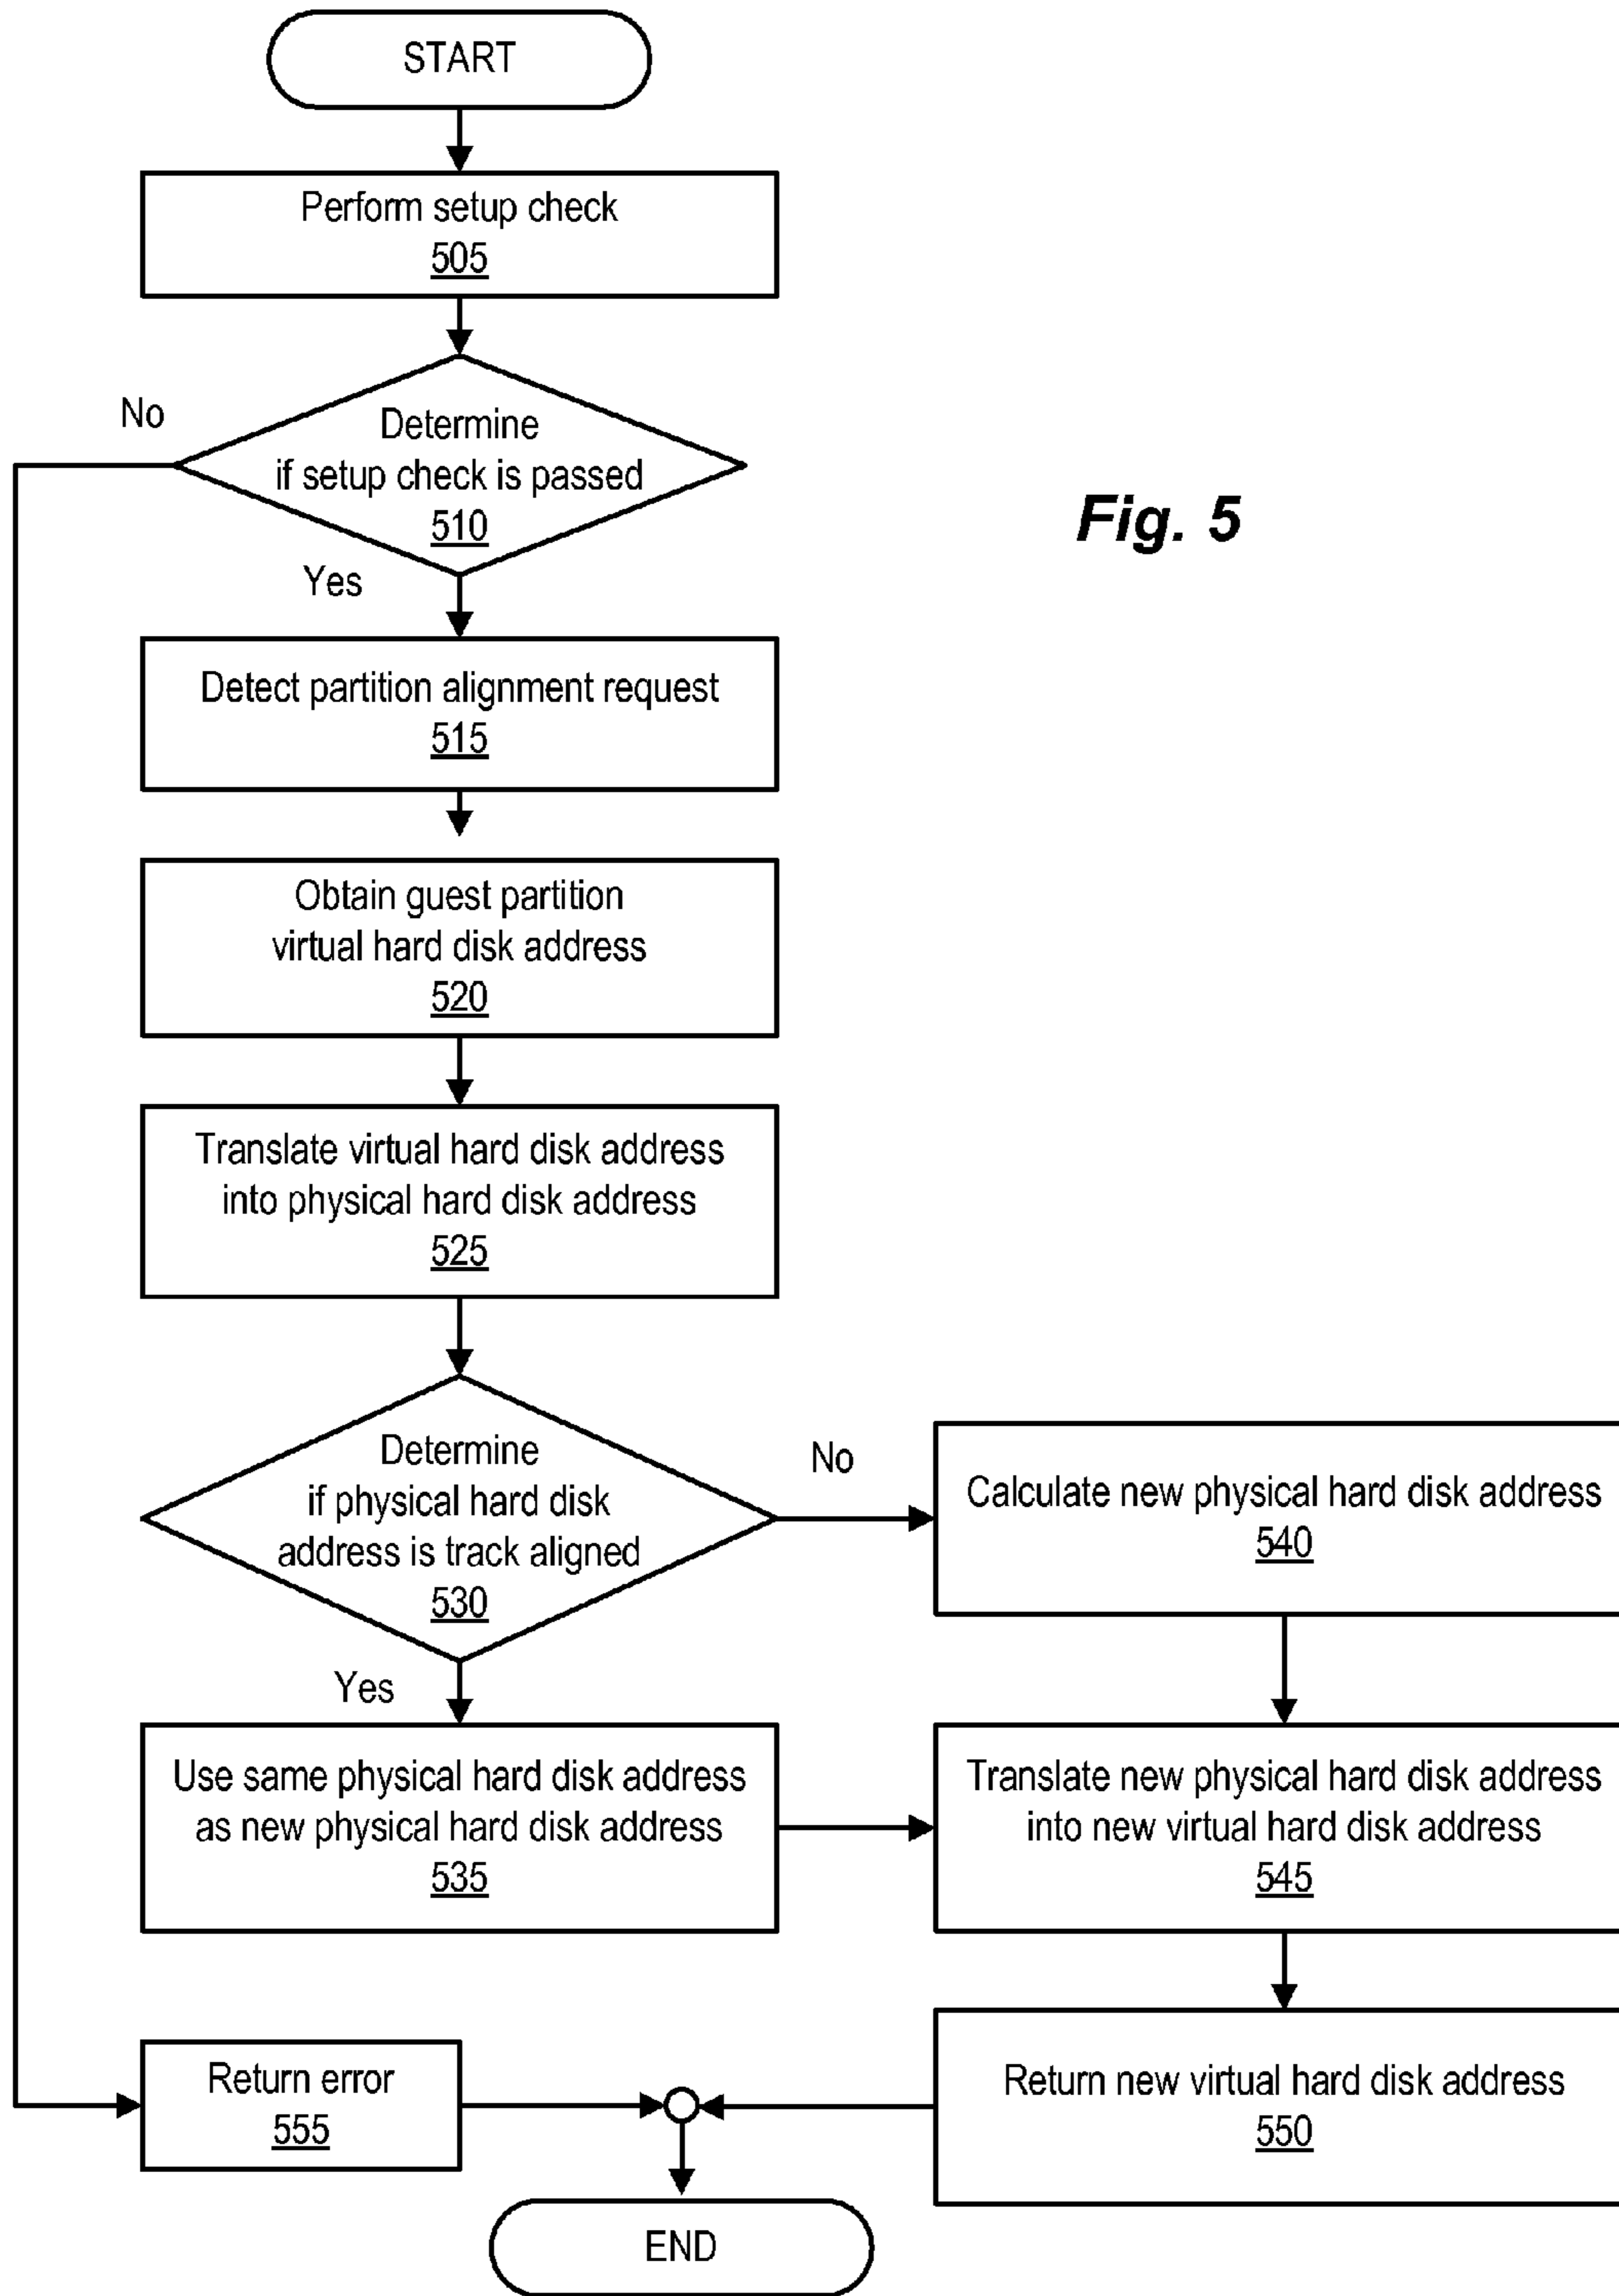 START
Perform setup check
505
No
Determine
if setup check is passed
510
Fig. 5
Yes
Detect partition alignment request
515
Obtain guest partition
virtual hard disk address
520
Translate virtual hard disk address
into physical hard disk address
525
Determine
if physical hard disk
address is track aligned
530
No
Calculate new physical hard disk address
540
Yes
Use same physical hard disk address
as new physical hard disk address
535
Translate new physical hard disk address
into new virtual hard disk address
545
Return error
555
Return new virtual hard disk address
550
END